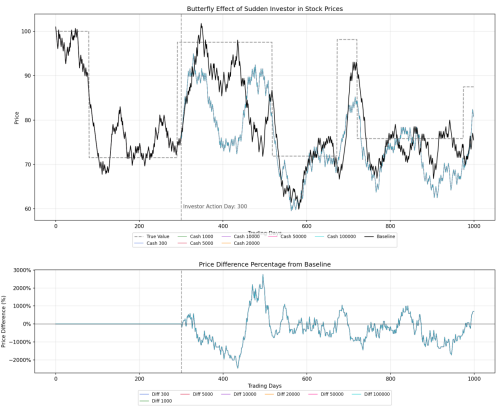 Butterfly Effect of Sudden Investor in Stock Prices
100
90
80
70
60
Price
Investor Action Day: 300
0
200
400
600
800
1000
Trading Days
True Value
Cash 1000
Cash 10000
Cash 50000
Cash 100000
Baseline
Cash 300
Cash 5000
Cash 20000
Price Difference Percentage from Baseline
3000%
2000%
1000%
0%
−1000%
−2000%
Price Difference (%)
0
200
400
600
800
1000
Trading Days
Diff 300
Diff 5000
Diff 10000
Diff 20000
Diff 50000
Diff 100000
Diff 1000